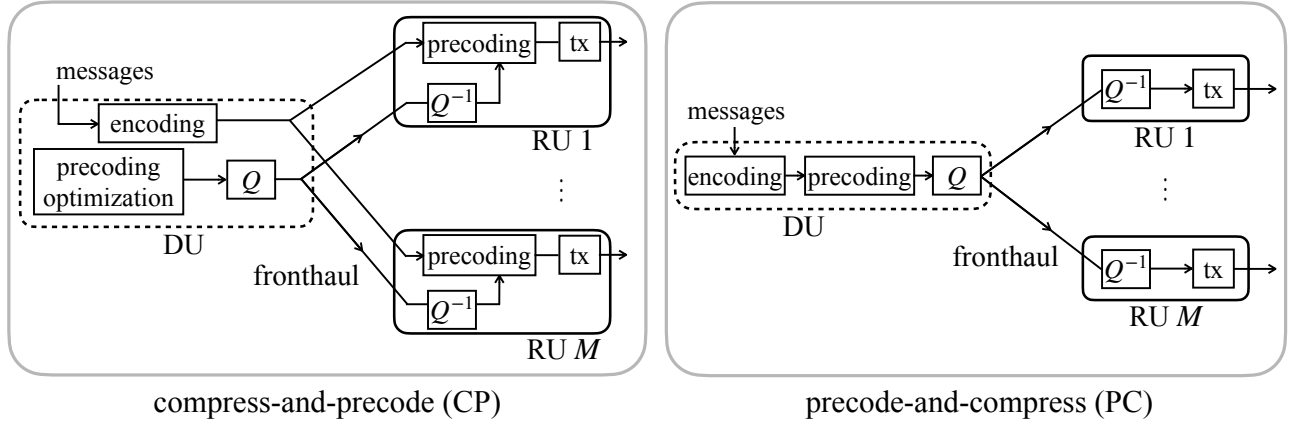 messages
encoding
precoding
optimization
Q
DU
fronthaul
precoding
tx
Q⁻¹
RU 1
⋮
precoding
tx
Q⁻¹
RU M
compress-and-precode (CP)
messages
encoding
precoding
Q
DU
fronthaul
Q⁻¹
tx
RU 1
⋮
Q⁻¹
tx
RU M
precode-and-compress (PC)